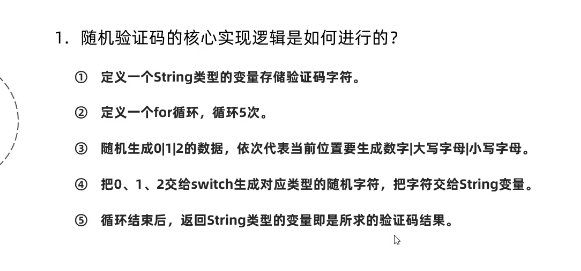 1. 随机验证码的核心实现逻辑是如何进行的?
① 定义一个String类型的变量存储验证码字符。
② 定义一个for循环，循环5次。
③ 随机生成0|1|2的数据，依次代表当前位置要生成数字|大写字母|小写字母。
④ 把0、1、2交给switch生成对应类型的随机字符，把字符交给String变量。
⑤ 循环结束后，返回String类型的变量即是所求的验证码结果。